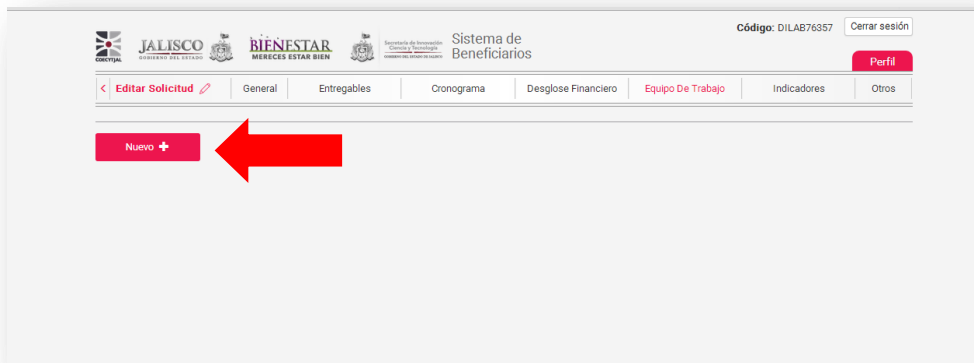 Código: DILAB76357 Cerrar sesión
COECYTJAL
JALISCO
GOBIERNO DEL ESTADO
BIENESTAR
MERECES ESTAR BIEN
Secretaría de Innovación
Ciencia y Tecnología
GOBIERNO DEL ESTADO DE JALISCO
Sistema de
Beneficiarios
Perfil
< Editar Solicitud General Entregables Cronograma Desglose Financiero Equipo De Trabajo Indicadores Otros
Nuevo +